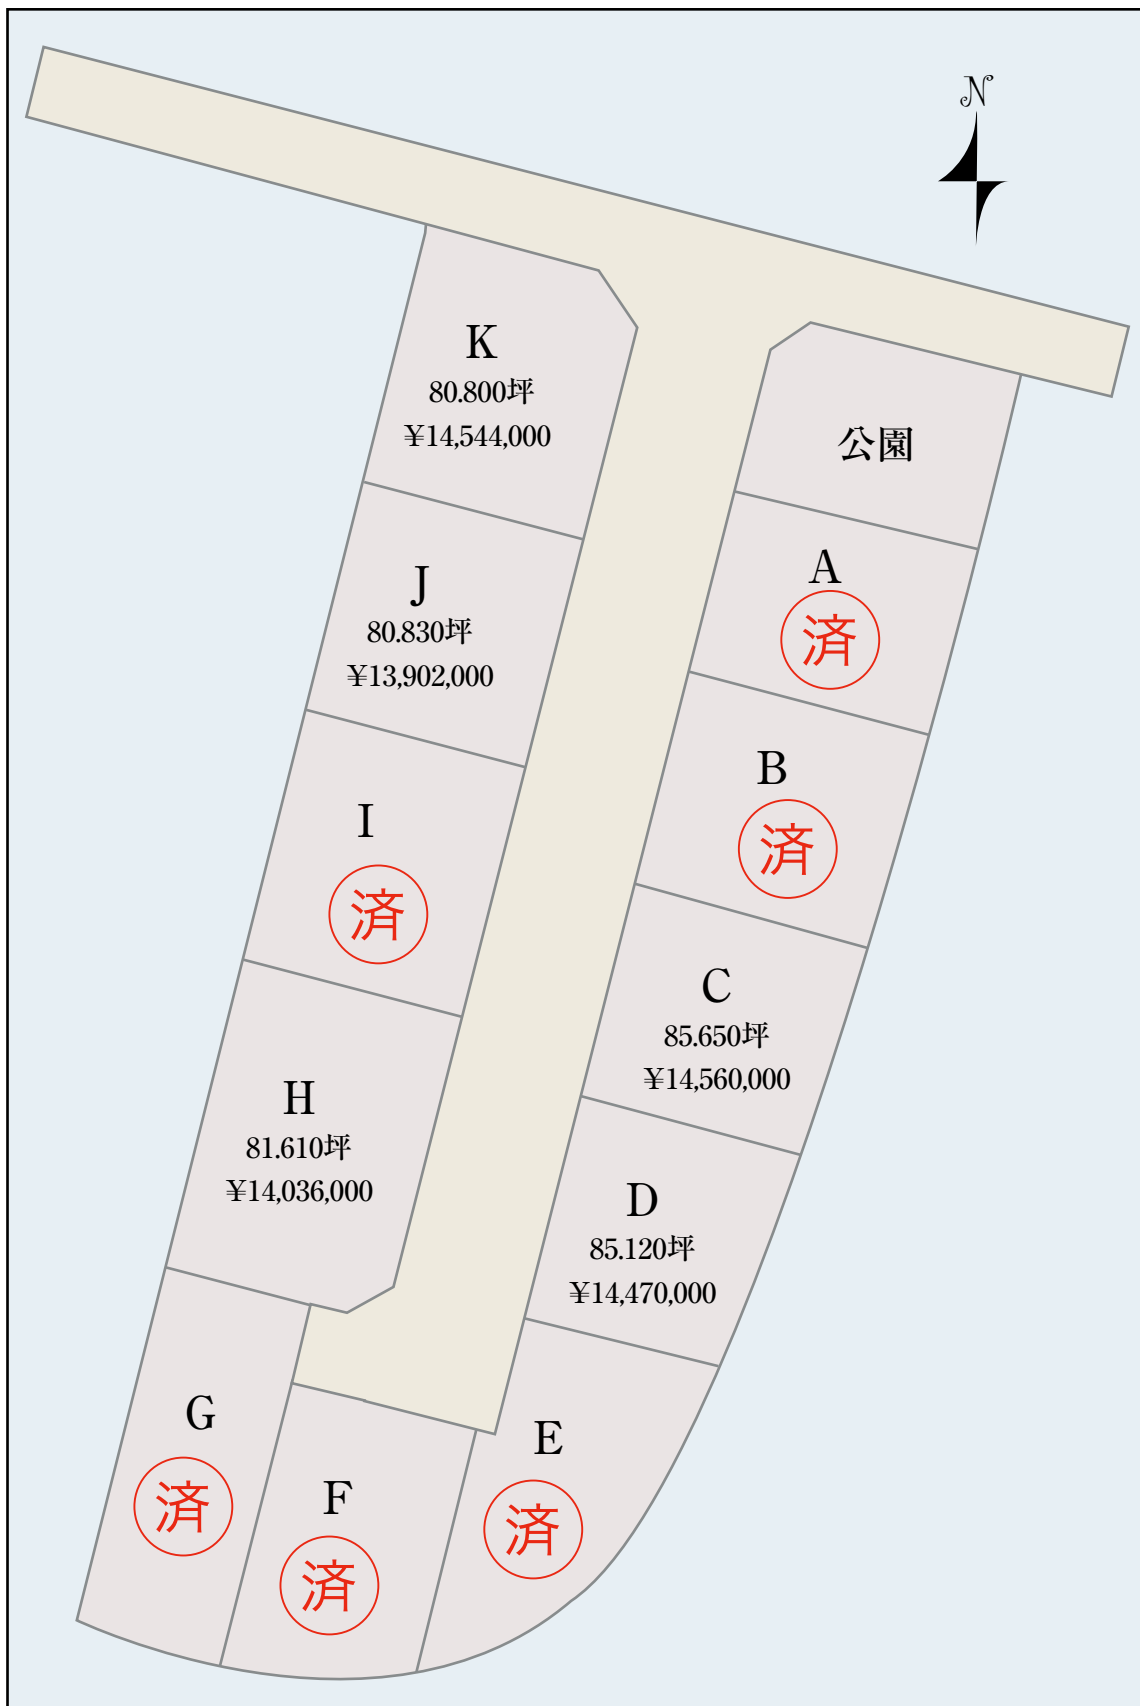 N
K
80.800坪
¥14,544,000
公園
J
80.830坪
¥13,902,000
A
済
I
済
B
済
H
81.610坪
¥14,036,000
C
85.650坪
¥14,560,000
D
85.120坪
¥14,470,000
G
済
F
済
E
済